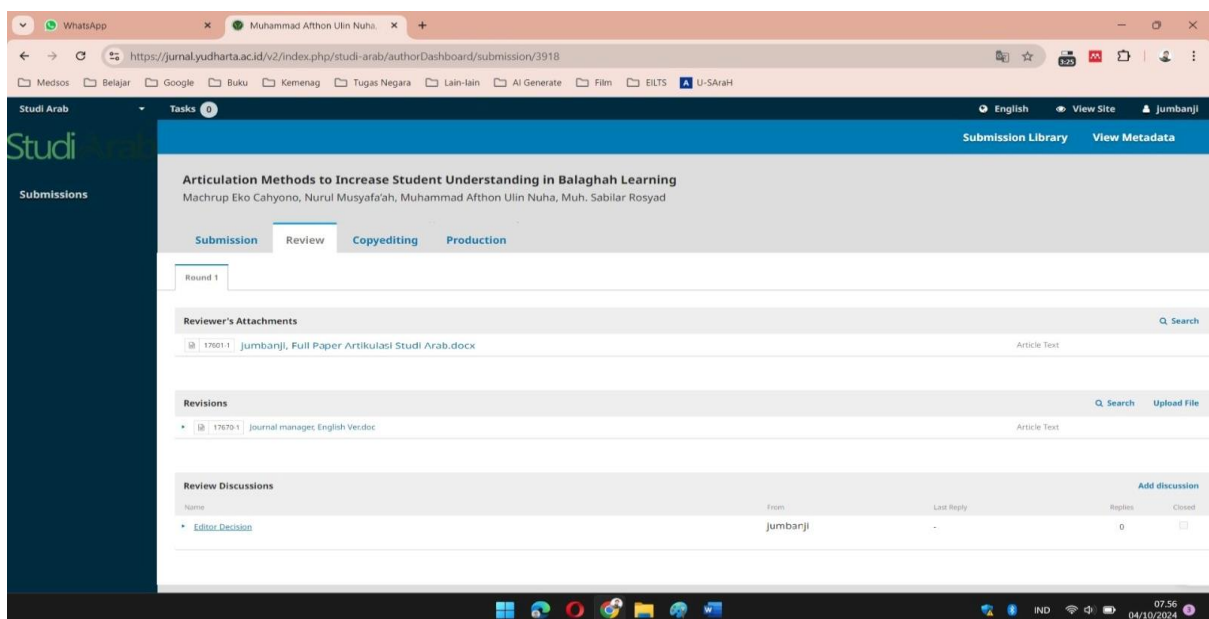 WhatsApp
Muhammad Afthon Ulin Nuha,
https://jurnal.yudharta.ac.id/v2/index.php/studi-arab/authorDashboard/submission/3918
3:25
Medsos Belajar Google Buku Kemenag Tugas Negara Lain-lain AI Generate Film EILTS U-SAraH
Studi Arab Tasks 0 English View Site jumbanji
Studi Arab
Submission Library View Metadata
Submissions
Articulation Methods to Increase Student Understanding in Balaghah Learning
Machrup Eko Cahyono, Nurul Musyafa'ah, Muhammad Afthon Ulin Nuha, Muh. Sabilar Rosyad
Submission Review Copyediting Production
Round 1
Reviewer's Attachments Search
17601-1 Jumbanji, Full Paper Artikulasi Studi Arab.docx Article Text
Revisions Search Upload File
17670-1 Journal manager, English Ver.doc Article Text
Review Discussions Add discussion
Name From Last Reply Replies Closed
Editor Decision jumbanji - 0
IND 07.56
04/10/2024 3